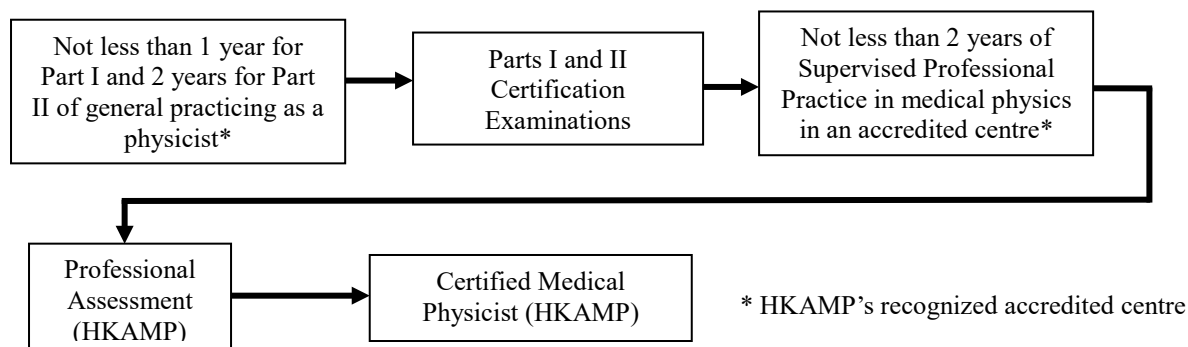 Not less than 1 year for
Part I and 2 years for Part
II of general practicing as a
physicist*
Parts I and II
Certification
Examinations
Not less than 2 years of
Supervised Professional
Practice in medical physics
in an accredited centre*
Professional
Assessment
(HKAMP)
Certified Medical
Physicist (HKAMP)
* HKAMP’s recognized accredited centre